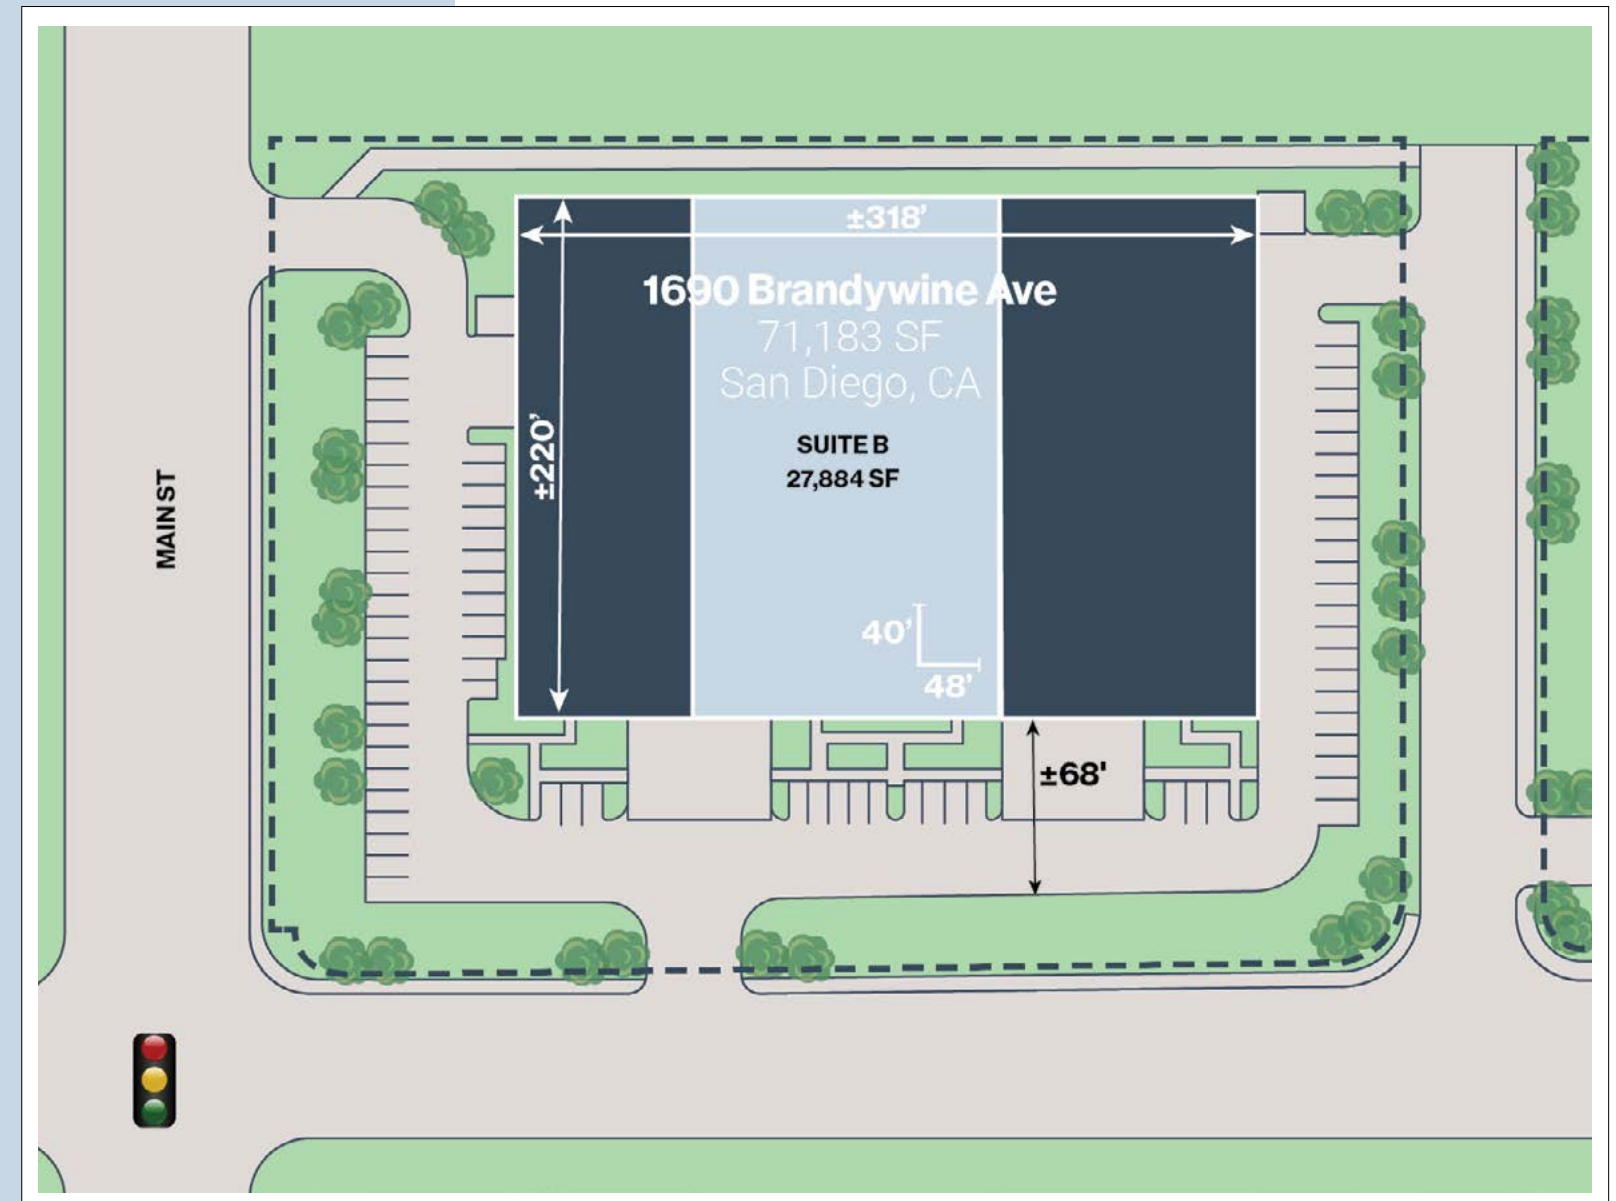 ±318’
1690 Brandywine Ave
71,183 SF
San Diego, CA
±220’
SUITE B
27,884 SF
MAIN ST
40’
48’
±68'